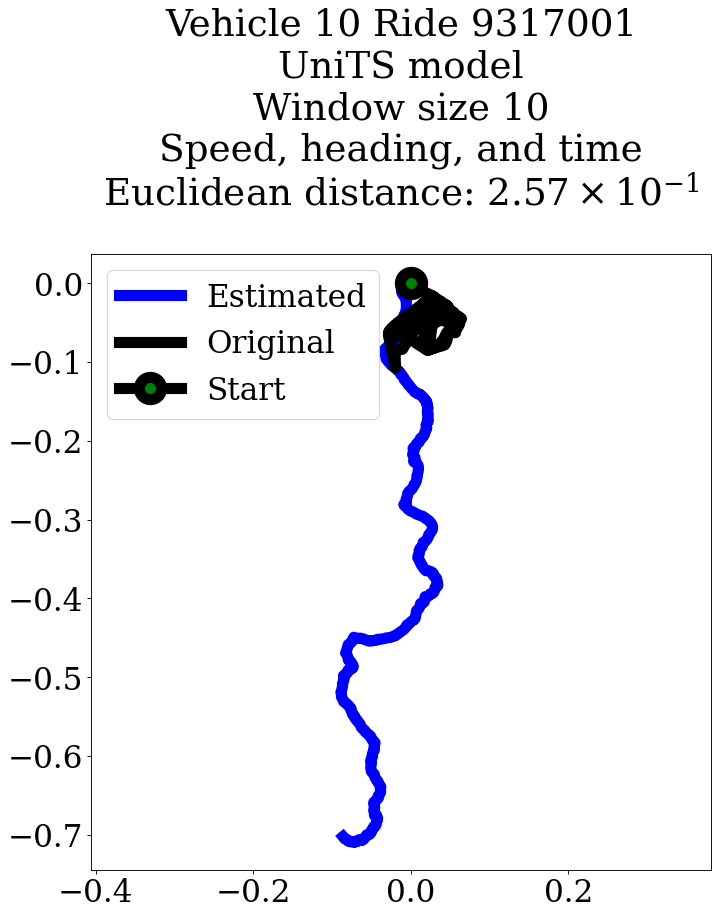 Vehicle 10 Ride 9317001
UniTS model
Window size 10
Speed, heading, and time
Euclidean distance: 2.57 × 10⁻¹
Estimated
Original
Start
0.0
−0.1
−0.2
−0.3
−0.4
−0.5
−0.6
−0.7
−0.4 −0.2 0.0 0.2